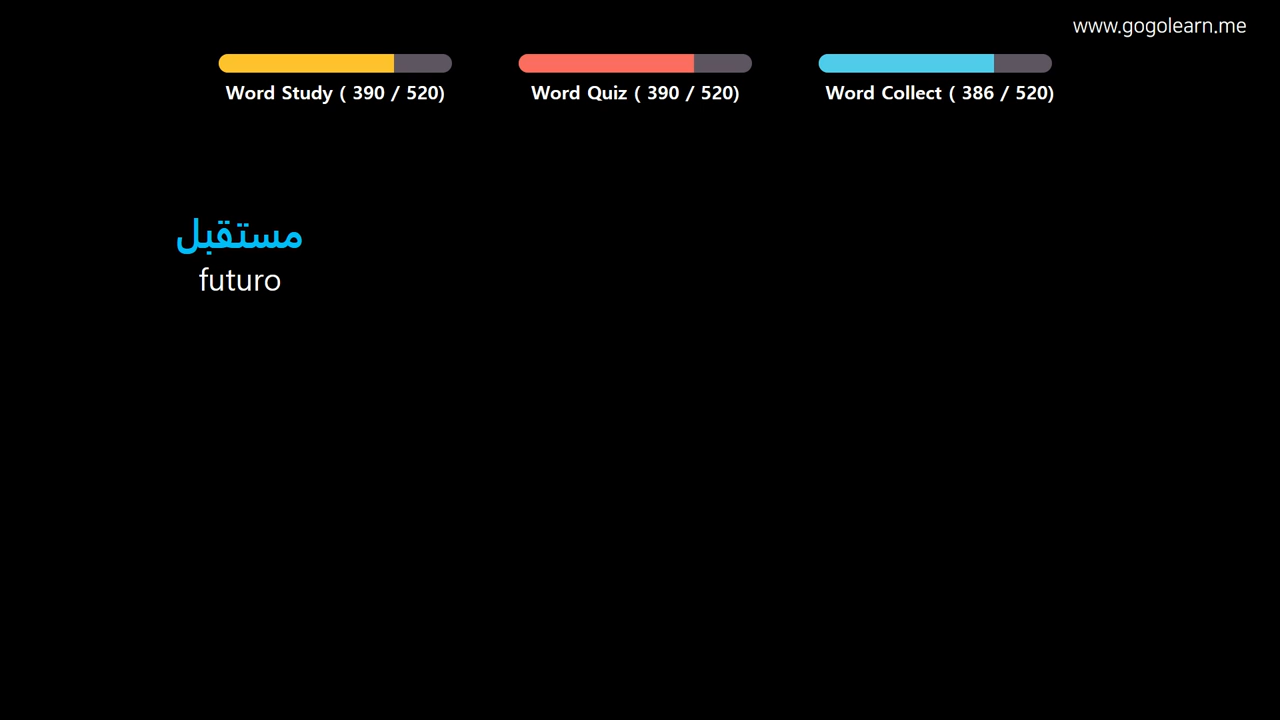 www.gogolearn.me
Word Study ( 390 / 520)
Word Quiz ( 390 / 520)
Word Collect ( 386 / 520)
مستقبل
futuro